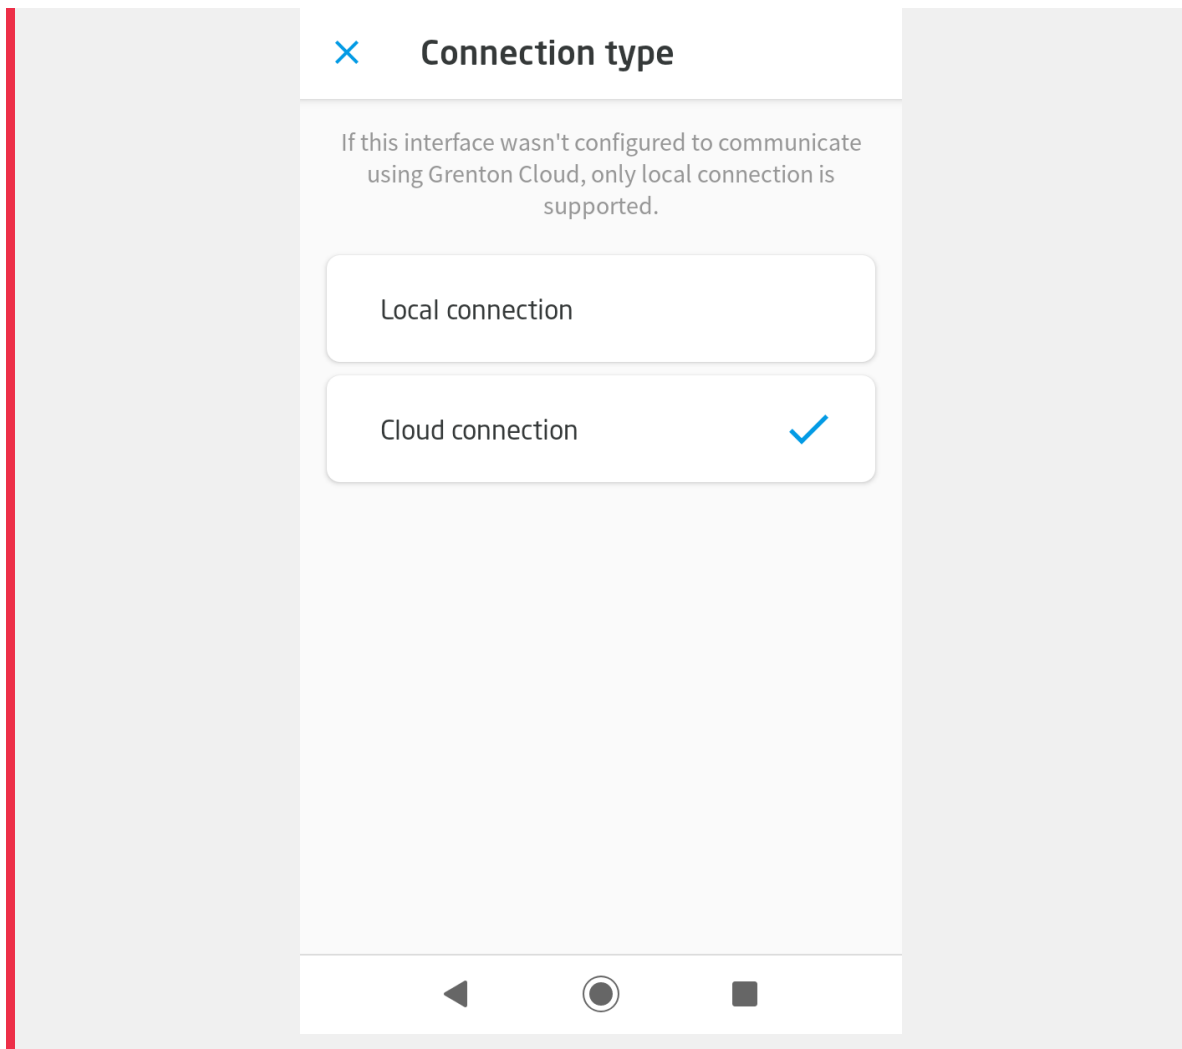 Connection type
If this interface wasn't configured to communicate
using Grenton Cloud, only local connection is
supported.
Local connection
Cloud connection